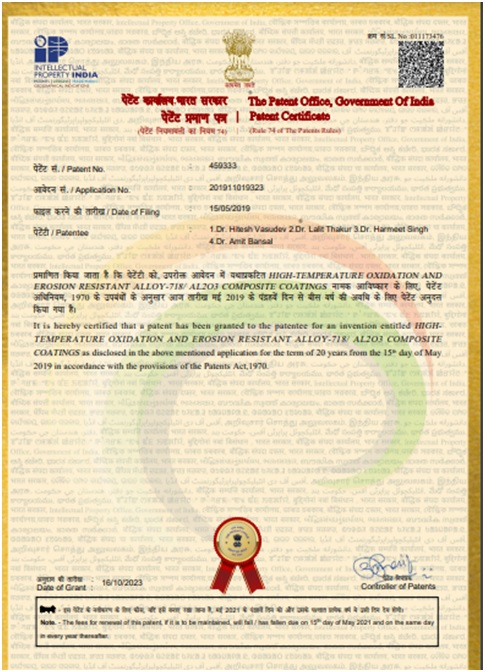 क्रम सं/SL No :011173476
INTELLECTUAL
PROPERTY INDIA
सत्यमेव जयते
पेटेंट कार्यालय,भारत सरकार | The Patent Office, Government Of India
पेटेंट प्रमाण पत्र | Patent Certificate
(पेटेंट नियमावली का नियम 74) | (Rule 74 of The Patents Rules)
पेटेंट सं. / Patent No. : 459333
आवेदन सं. / Application No. : 201911019323
फाइल करने की तारीख / Date of Filing : 15/05/2019
पेटेंटी / Patentee : 1.Dr. Hitesh Vasudev 2.Dr. Lalit Thakur 3.Dr. Harmeet Singh
4.Dr. Amit Bansal
प्रमाणित किया जाता है कि पेटेंटी को, उपरोक्त आवेदन में यथाप्रकटित HIGH-TEMPERATURE OXIDATION AND
EROSION RESISTANT ALLOY-718/ AL2O3 COMPOSITE COATINGS नामक आविष्कार के लिए, पेटेंट
अधिनियम, 1970 के उपबंधों के अनुसार आज तारीख मई 2019 के पंद्रहवें दिन से बीस वर्ष की अवधि के लिए पेटेंट अनुदत्त
किया गया है।
It is hereby certified that a patent has been granted to the patentee for an invention entitled HIGH-
TEMPERATURE OXIDATION AND EROSION RESISTANT ALLOY-718/ AL2O3 COMPOSITE
COATINGS as disclosed in the above mentioned application for the term of 20 years from the 15th day of May
2019 in accordance with the provisions of the Patents Act,1970.
अनुदान की तारीख : 16/10/2023
Date of Grant :
पेटेंट नियंत्रक
Controller of Patents
टिप्पणी - इस पेटेंट के नवीकरण के लिए फीस, यदि इसे बनाए रखा जाना है, मई 2021 के पंद्रहवें दिन को और उसके पश्चात प्रत्येक वर्ष मे उसी दिन देय होगी।
Note. - The fees for renewal of this patent, if it is to be maintained, will fall / has fallen due on 15th day of May 2021 and on the same day
in every year thereafter.